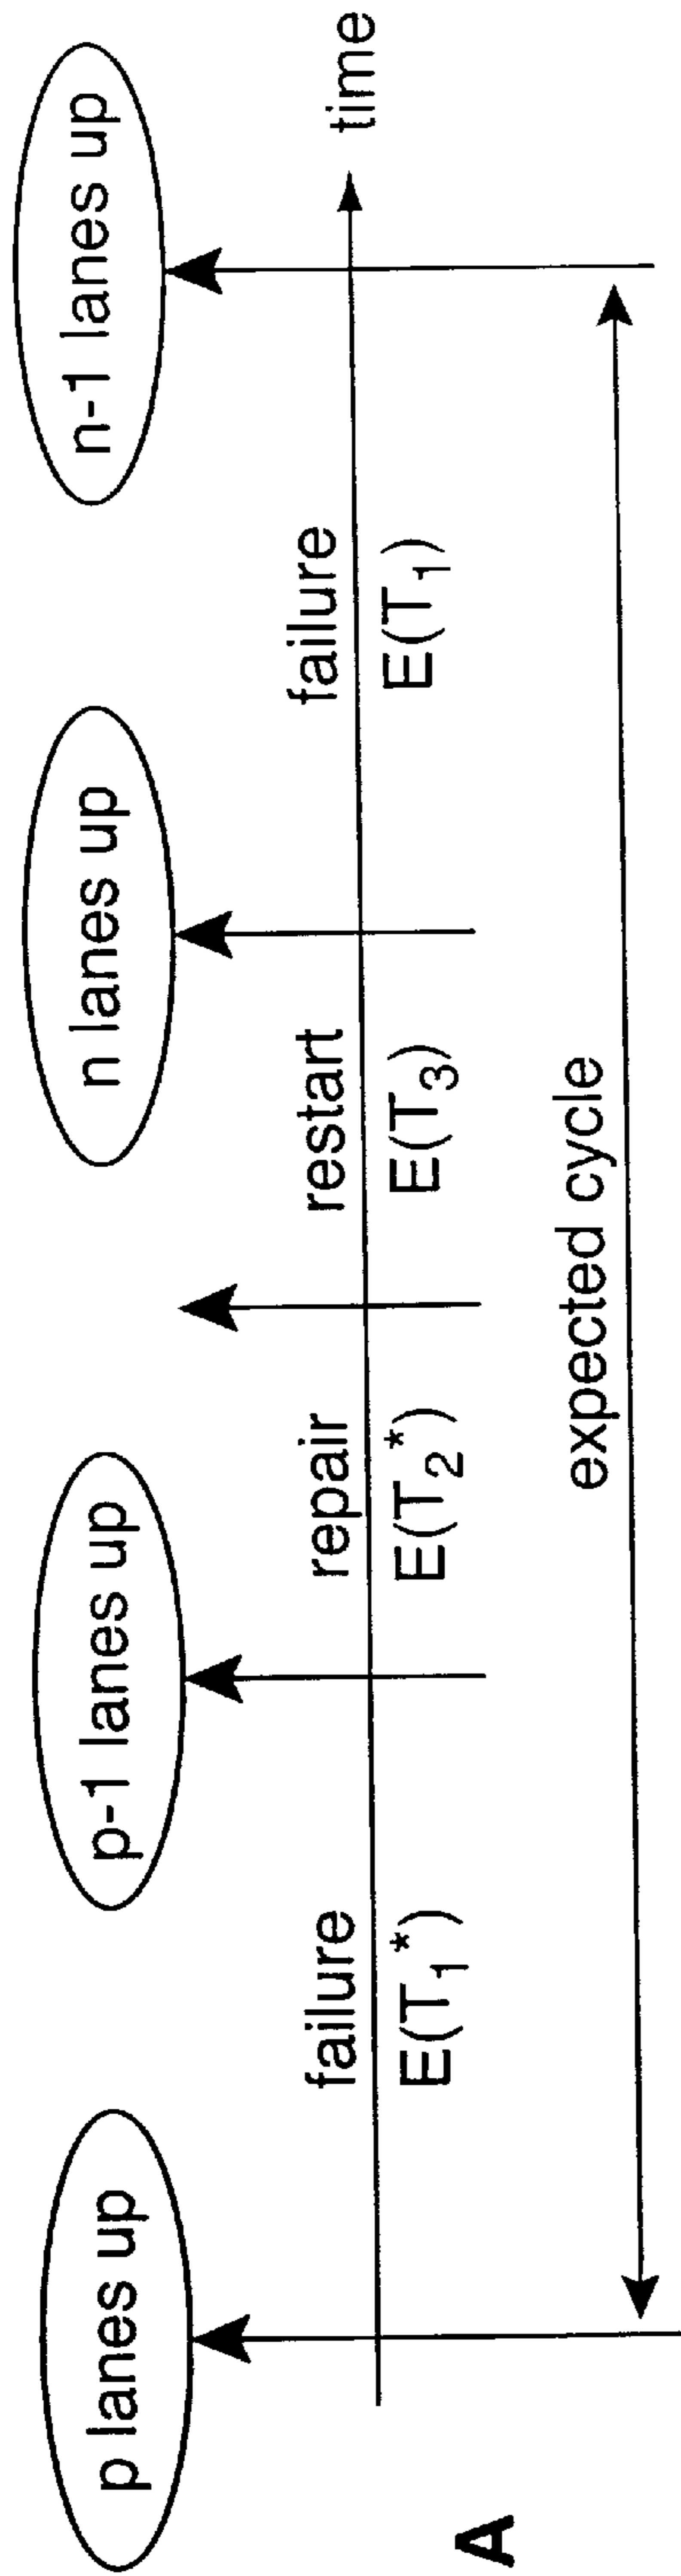 p lanes up
p-1 lanes up
n lanes up
n-1 lanes up
failure
repair
restart
failure
time
E(T₁*)
E(T₂*)
E(T₃)
E(T₁)
expected cycle
A